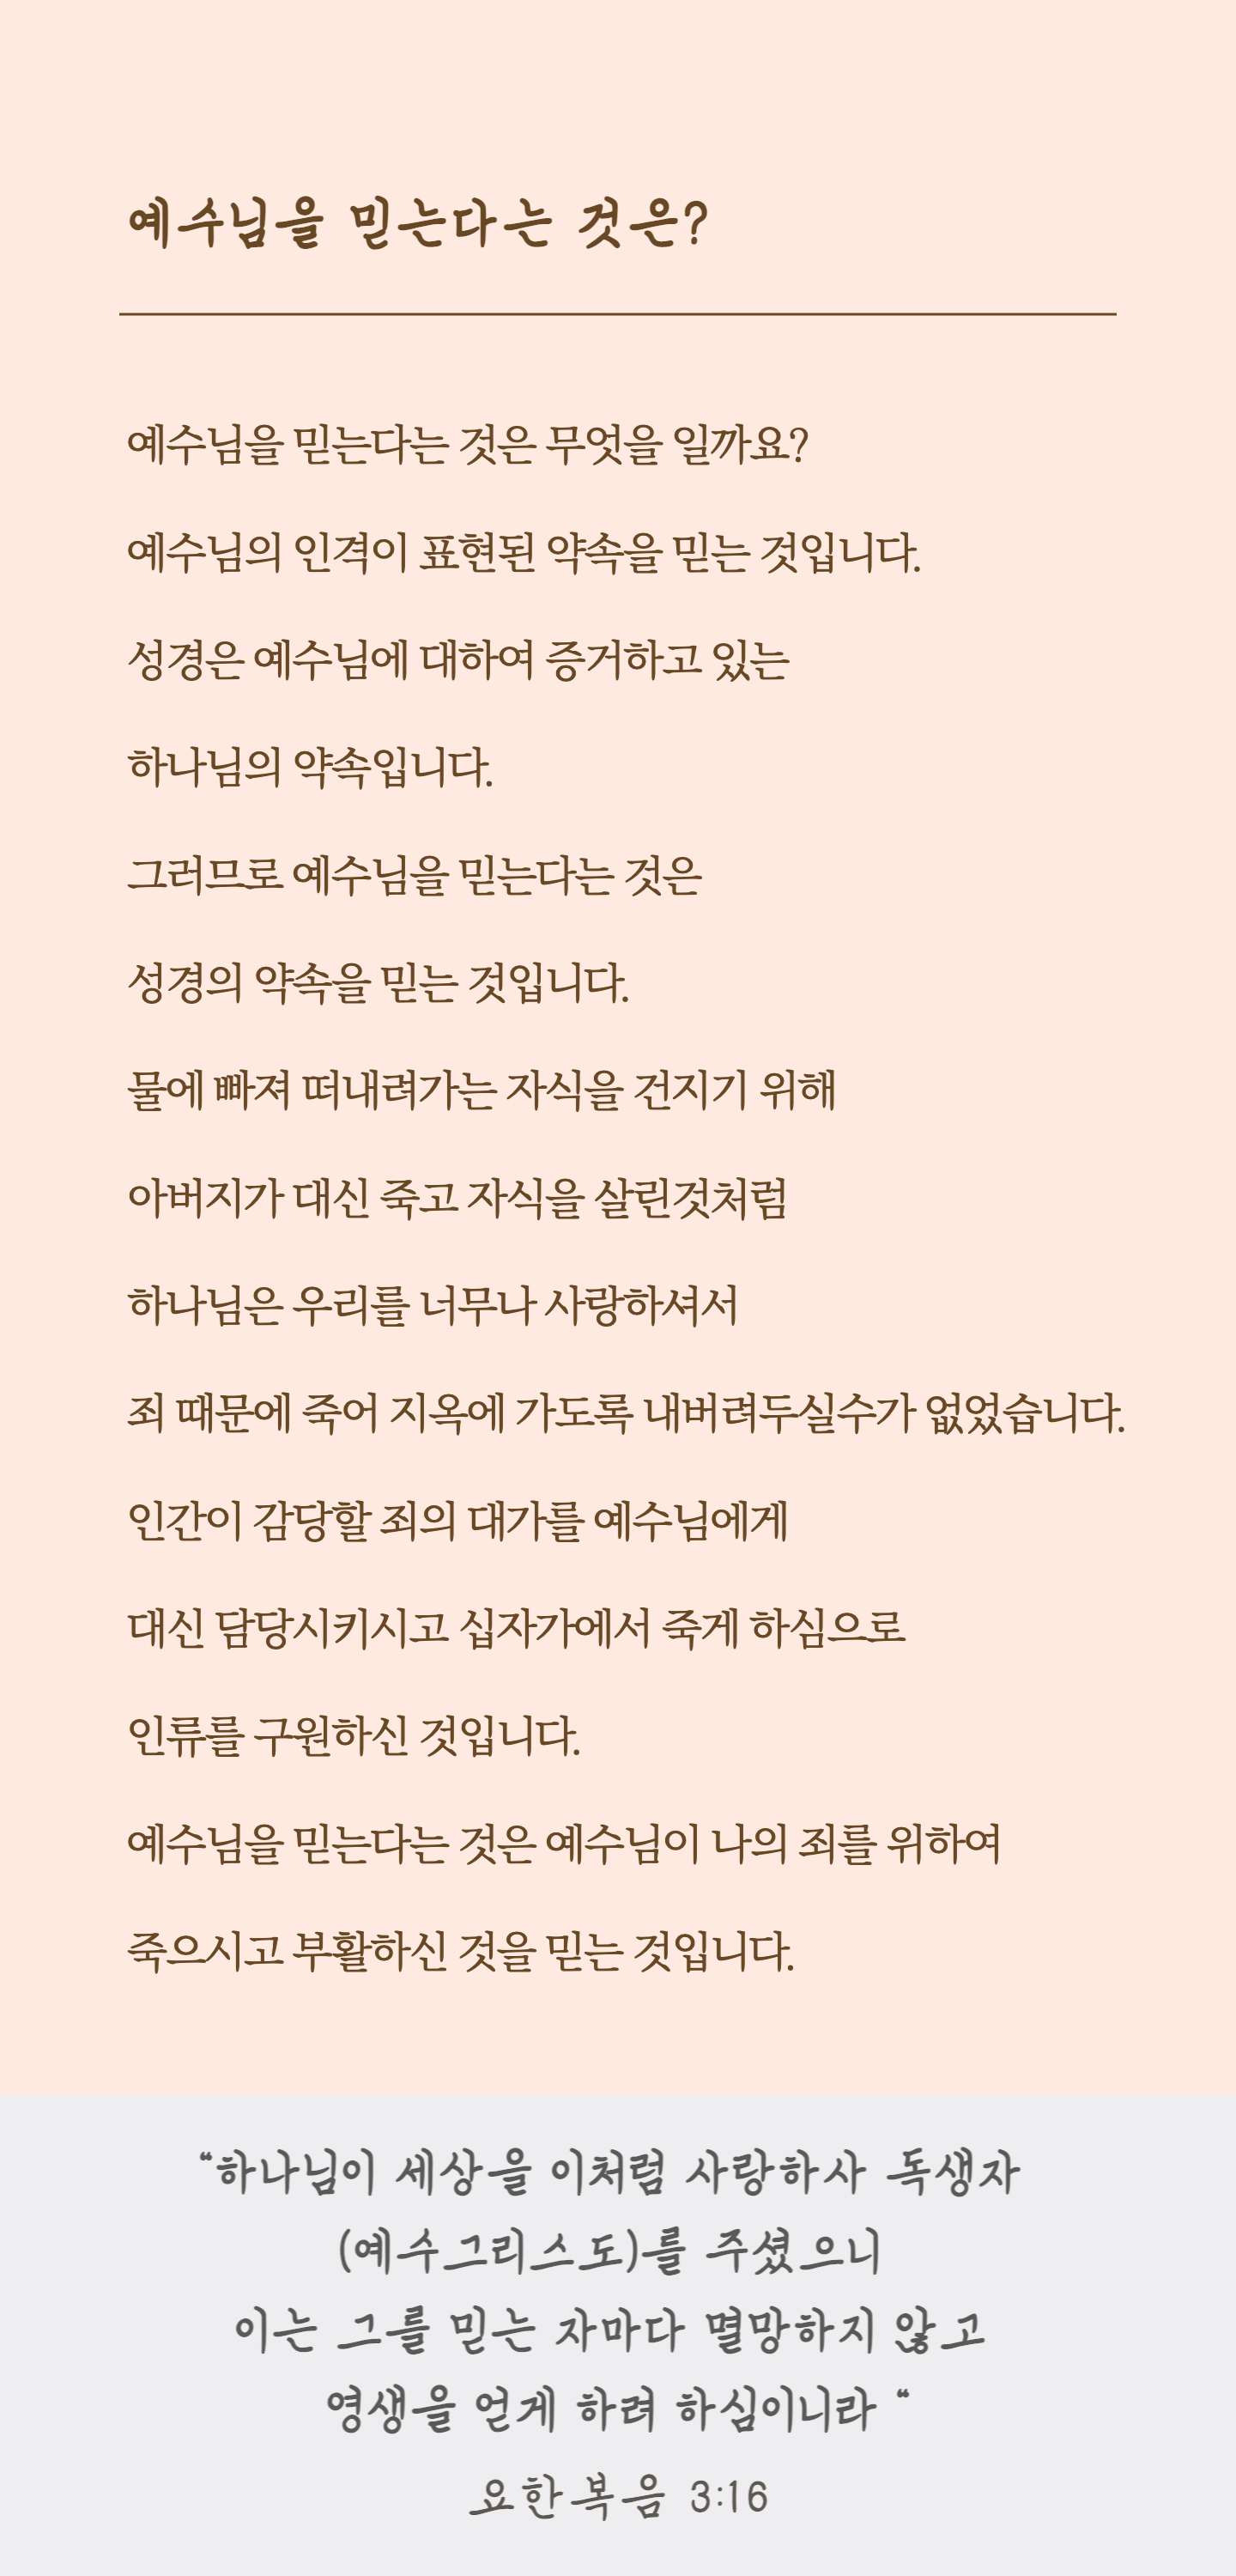 예수님을 믿는다는 것은?
예수님을 믿는다는 것은 무엇을 일까요?
예수님의 인격이 표현된 약속을 믿는 것입니다.
성경은 예수님에 대하여 증거하고 있는
하나님의 약속입니다.
그러므로 예수님을 믿는다는 것은
성경의 약속을 믿는 것입니다.
물에 빠져 떠내려가는 자식을 건지기 위해
아버지가 대신 죽고 자식을 살린것처럼
하나님은 우리를 너무나 사랑하셔서
죄 때문에 죽어 지옥에 가도록 내버려두실수가 없었습니다.
인간이 감당할 죄의 대가를 예수님에게
대신 담당시키시고 십자가에서 죽게 하심으로
인류를 구원하신 것입니다.
예수님을 믿는다는 것은 예수님이 나의 죄를 위하여
죽으시고 부활하신 것을 믿는 것입니다.
“하나님이 세상을 이처럼 사랑하사 독생자
(예수그리스도)를 주셨으니
이는 그를 믿는 자마다 멸망하지 않고
영생을 얻게 하려 하심이니라 “
요한복음 3:16